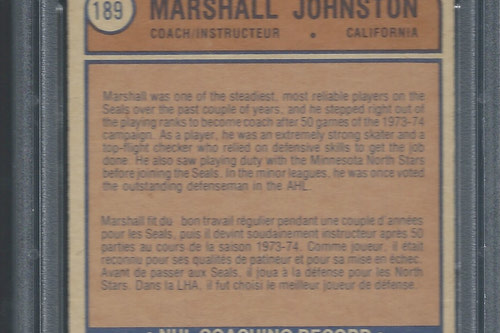 189 MARSHALL JOHNSTON
COACH/INSTRUCTEUR • CALIFORNIA
Marshall was one of the steadiest, most reliable players on the
Seals over the past couple of years, and he stepped right out of
the playing ranks to become coach after 50 games of the 1973-74
campaign. As a player, he was an extremely strong skater and a
top-flight checker who relied on defensive skills to get the job
done. He also saw playing duty with the Minnesota North Stars
before joining the Seals. In the minor leagues, he was once voted
the outstanding defenseman in the AHL.
Marshall fit du bon travail régulier pendant une couple d'années
pour les Seals, puis il devint soudainement instructeur après 50
parties au cours de la saison 1973-74. Comme joueur, il était
reconnu pour ses qualités de patineur et pour sa mise en échec.
Avant de passer aux Seals, il joua à la défense pour les North
Stars. Dans la LHA, il fut choisi le meilleur joueur de défense.
NHL COACHING RECORD